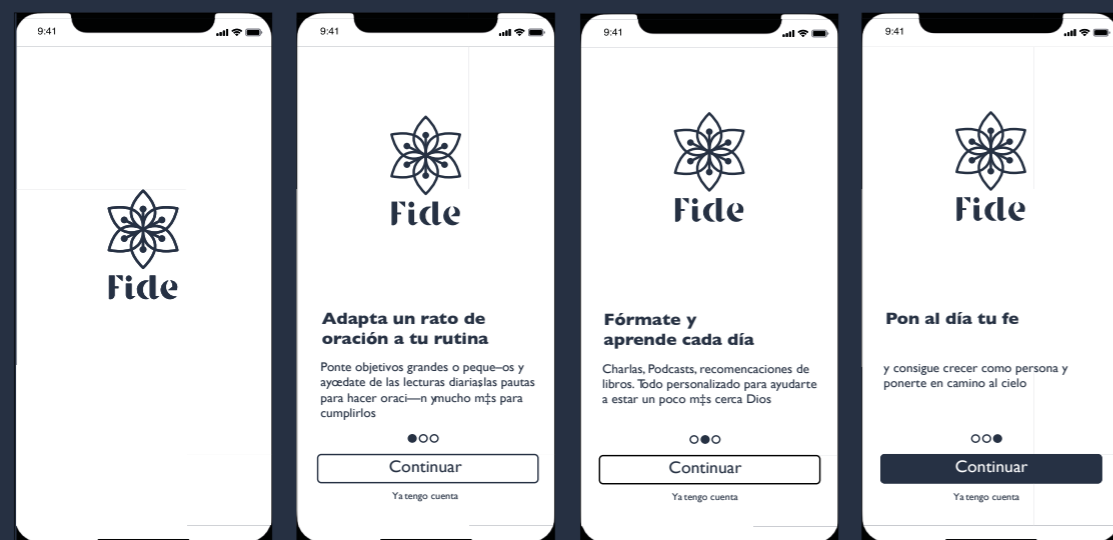 9:41
Fide
9:41
Fide
Adapta un rato de
oración a tu rutina
Ponte objetivos grandes o peque–os y
ayœdate de las lecturas diarias‚las pautas
para hacer oraci—n y‚mucho m‡s para
cumplirlos
Continuar
Ya tengo cuenta
9:41
Fide
Fórmate y
aprende cada día
Charlas, Podcasts, recomencaciones de
libros. Todo personalizado para ayudarte
a estar un poco m‡s cerca Dios
Continuar
Ya tengo cuenta
9:41
Fide
Pon al día tu fe
y consigue crecer como persona y
ponerte en camino al cielo
Continuar
Ya tengo cuenta